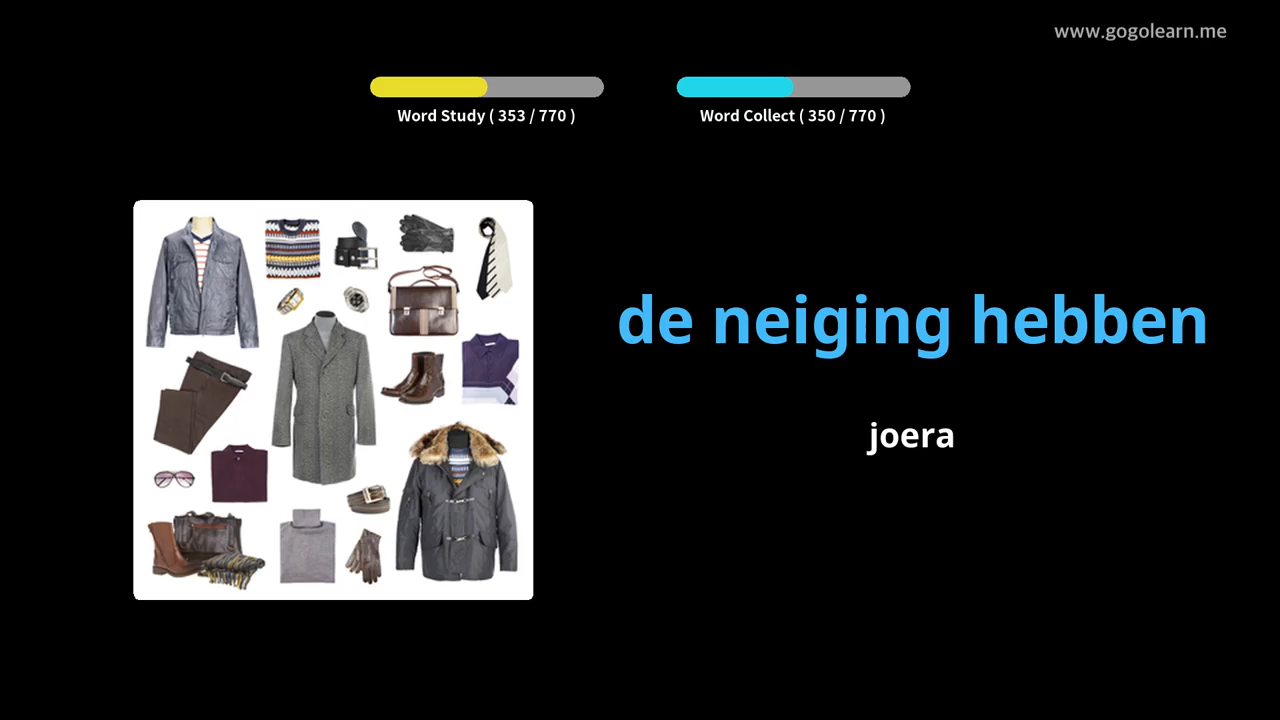 www.gogolearn.me
Word Study ( 353 / 770 )
Word Collect ( 350 / 770 )
de neiging hebben
joera